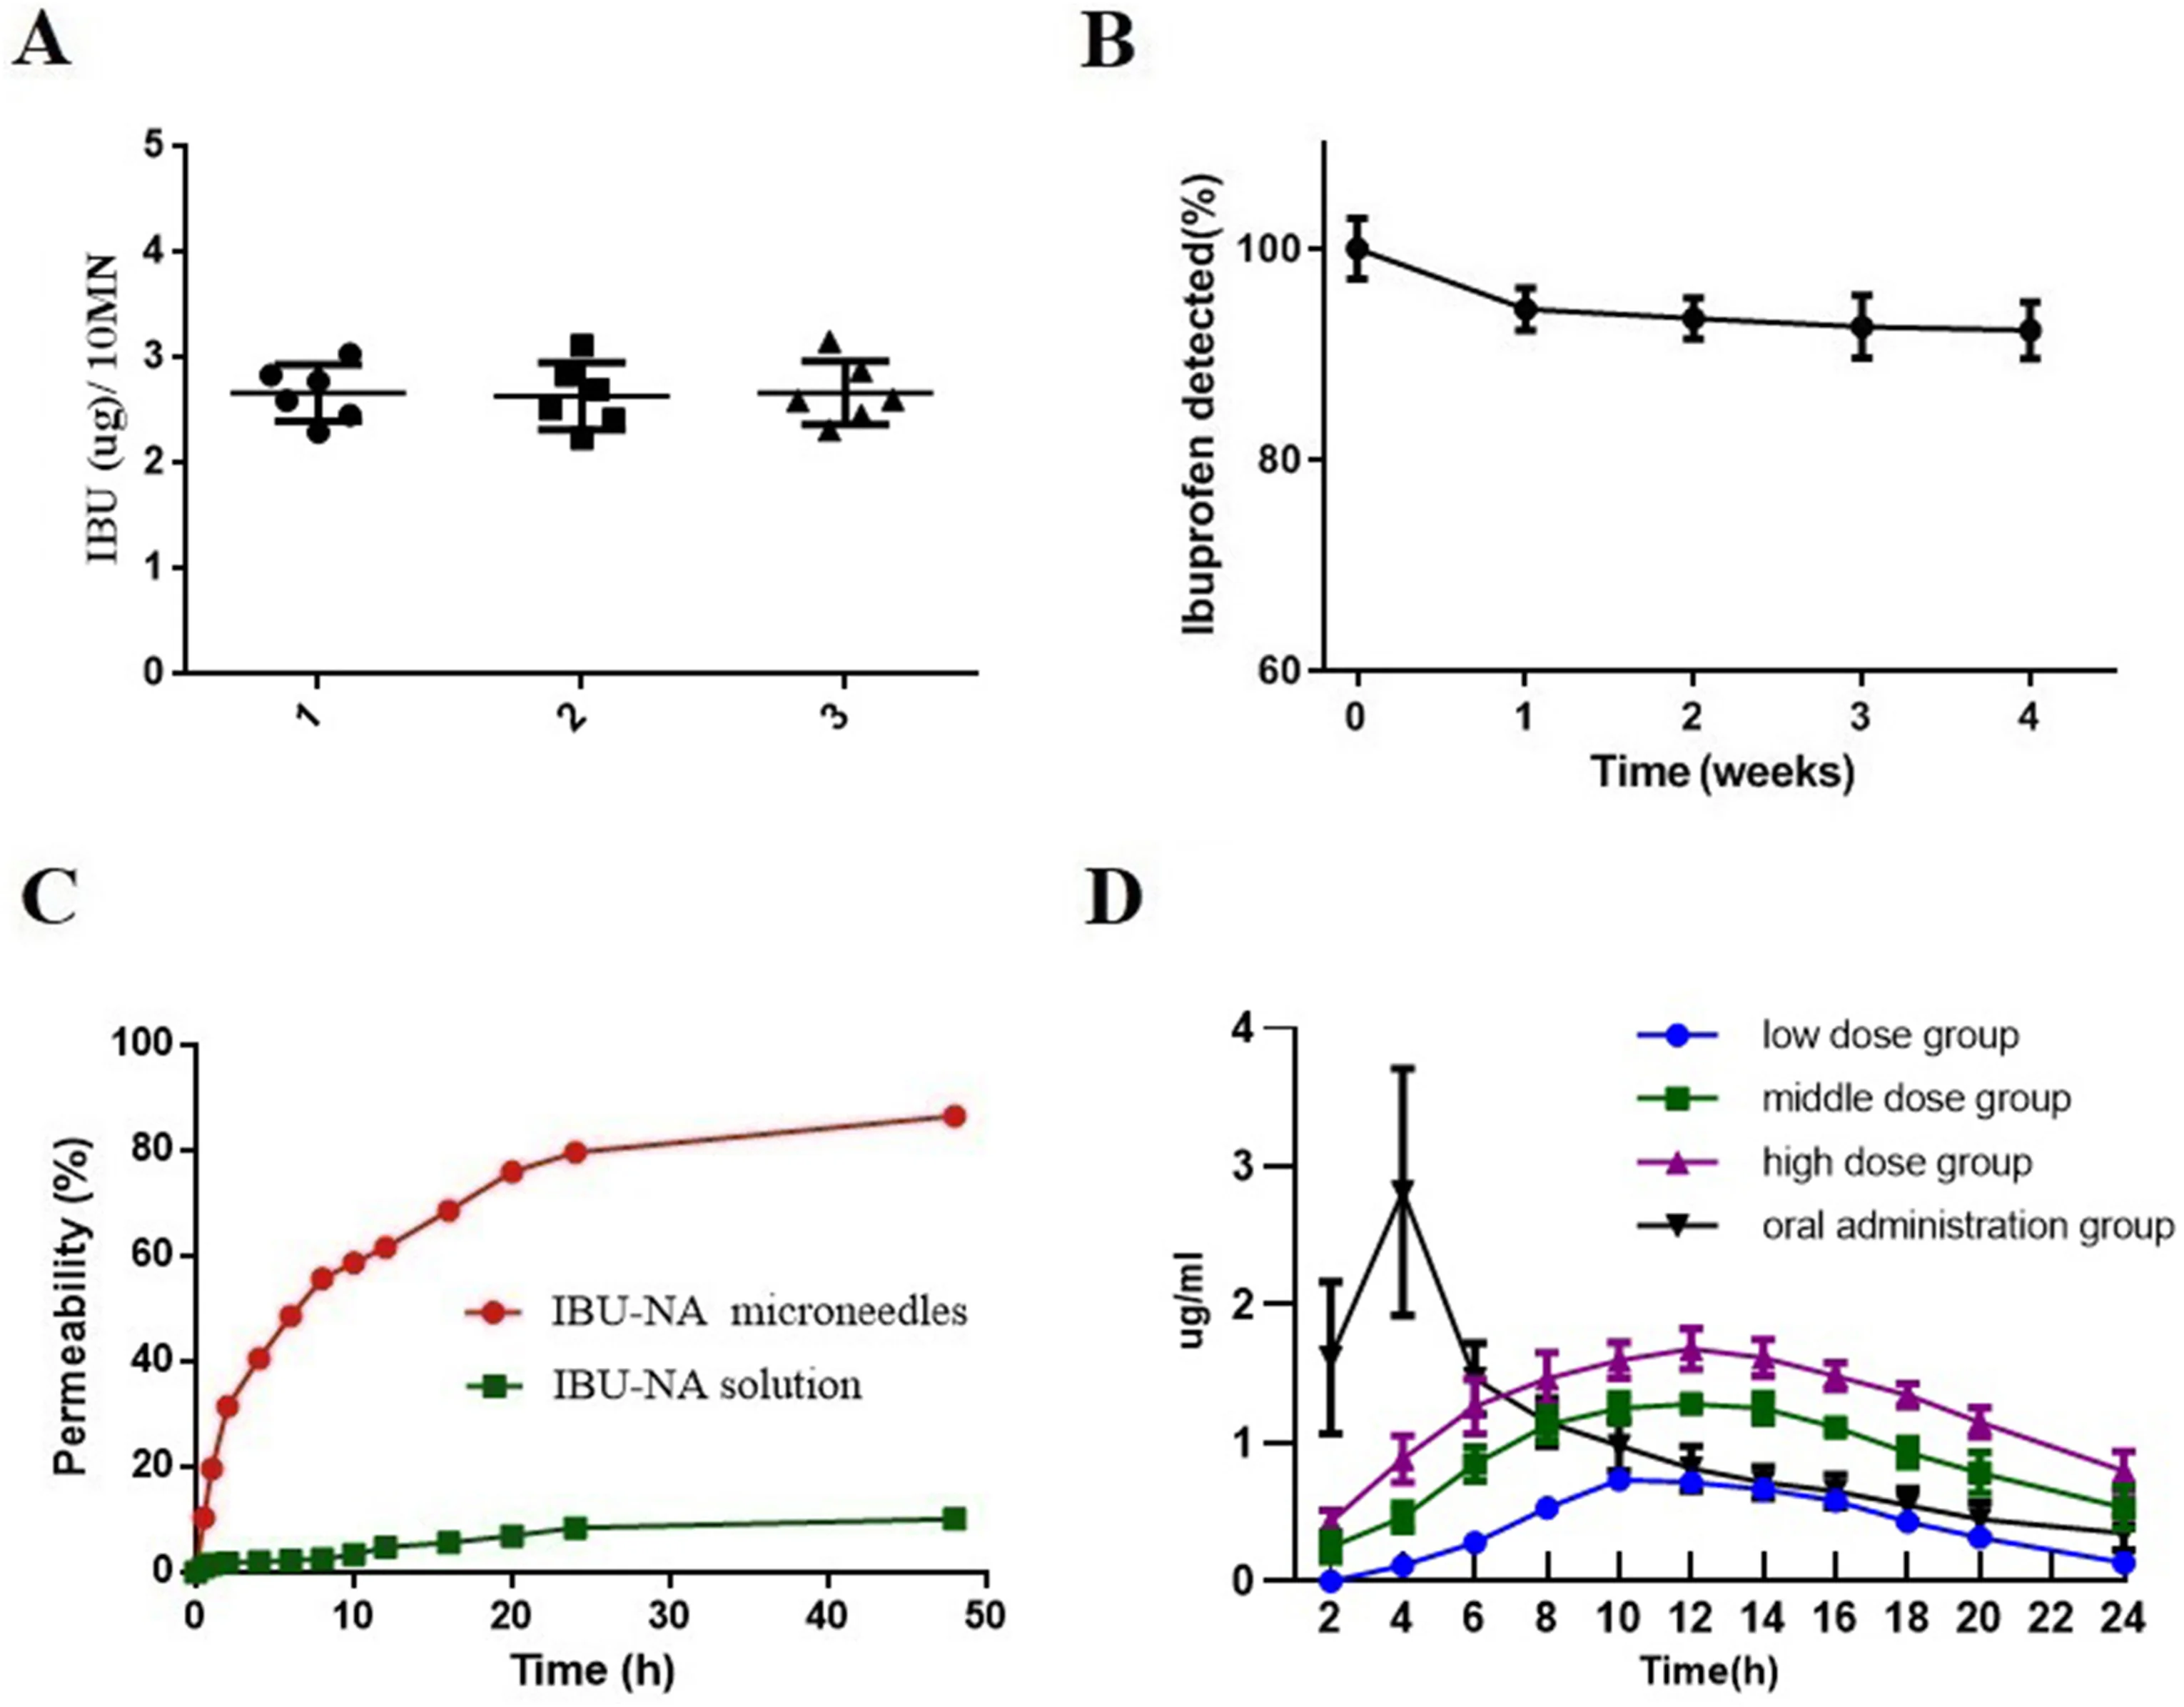 A
5
4
3
2
1
0
IBU (ug)/ 10MN
1
2
3
B
100
80
60
Ibuprofen detected(%)
0 1 2 3 4
Time (weeks)
C
100
80
60
40
20
0
Permeability (%)
IBU-NA microneedles
IBU-NA solution
0 10 20 30 40 50
Time (h)
D
4
3
2
1
0
ug/ml
low dose group
middle dose group
high dose group
oral administration group
2 4 6 8 10 12 14 16 18 20 22 24
Time(h)